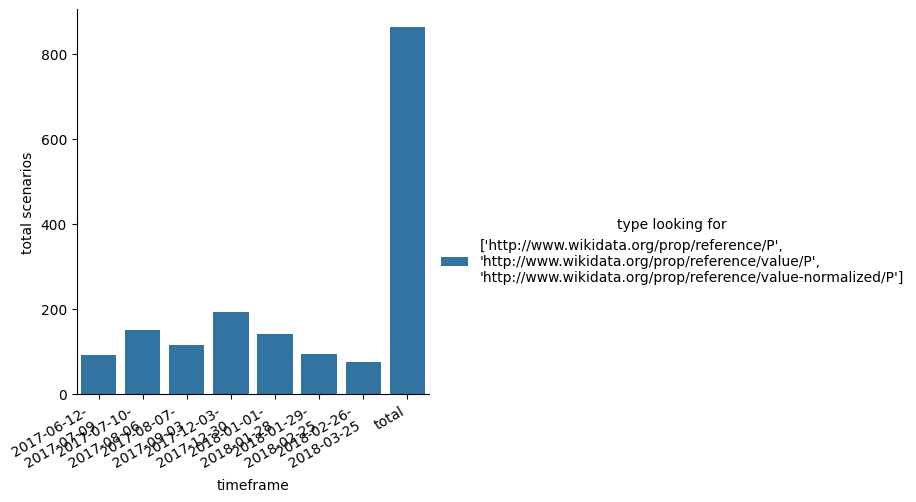 800
600
400
200
0
total scenarios
2017-06-12-
2017-07-09
2017-07-10-
2017-08-06
2017-08-07-
2017-09-03
2017-12-03-
2017-12-30
2018-01-01-
2018-01-28
2018-01-29-
2018-02-25
2018-02-26-
2018-03-25
total
timeframe
type looking for
['http://www.wikidata.org/prop/reference/P',
'http://www.wikidata.org/prop/reference/value/P',
'http://www.wikidata.org/prop/reference/value-normalized/P']